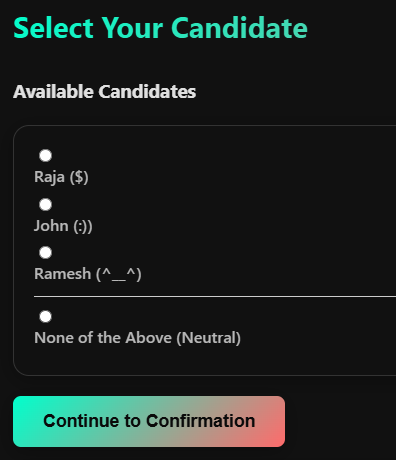 Select Your Candidate
Available Candidates
Raja ($)
John (:))
Ramesh (^__^)
None of the Above (Neutral)
Continue to Confirmation